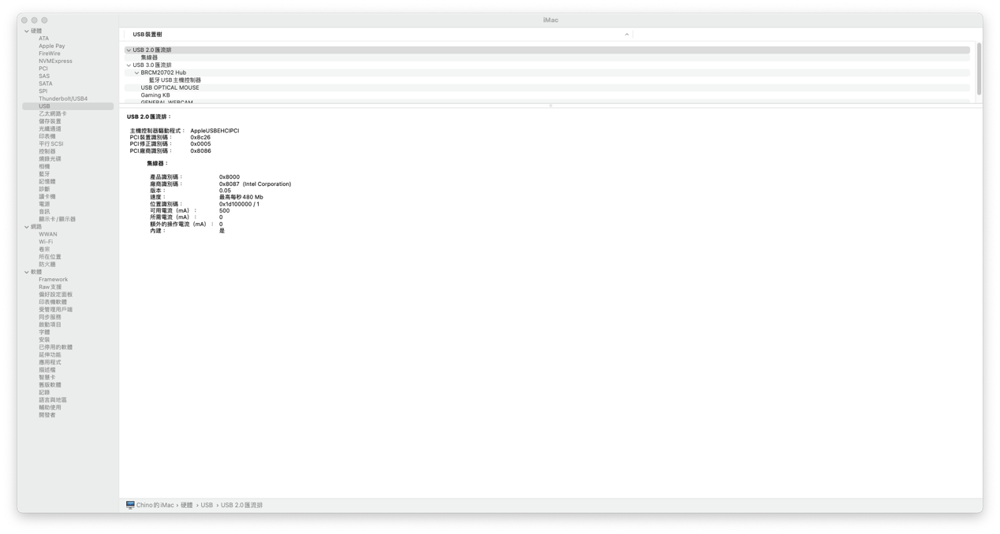 iMac
硬體
ATA
Apple Pay
FireWire
NVMExpress
PCI
SAS
SATA
SPI
Thunderbolt/USB4
USB
乙太網路卡
儲存裝置
光纖通道
印表機
平行 SCSI
控制器
燒錄光碟
相機
藍牙
記憶體
診斷
讀卡機
電源
音訊
顯示卡/顯示器
網路
WWAN
Wi-Fi
卷宗
所在位置
防火牆
軟體
Framework
Raw 支援
偏好設定面板
印表機軟體
受管理用戶端
同步服務
啟動項目
字體
安裝
已停用的軟體
延伸功能
應用程式
描述檔
智慧卡
舊版軟體
記錄
語言與地區
輔助使用
開發者
USB 裝置樹
USB 2.0 匯流排
集線器
USB 3.0 匯流排
BRCM20702 Hub
藍牙 USB 主機控制器
USB OPTICAL MOUSE
Gaming KB
GENERAL WEBCAM
USB 2.0 匯流排：
主機控制器驅動程式： AppleUSBEHCIPCI
PCI 裝置識別碼： 0x8c26
PCI 修正識別碼： 0x0005
PCI 廠商識別碼： 0x8086
集線器：
產品識別碼： 0x8000
廠商識別碼： 0x8087 (Intel Corporation)
版本： 0.05
速度： 最高每秒 480 Mb
位置識別碼： 0x1d100000 / 1
可用電流（mA）： 500
所需電流（mA）： 0
額外的操作電流（mA）： 0
內建： 是
Chino 的 iMac › 硬體 › USB › USB 2.0 匯流排